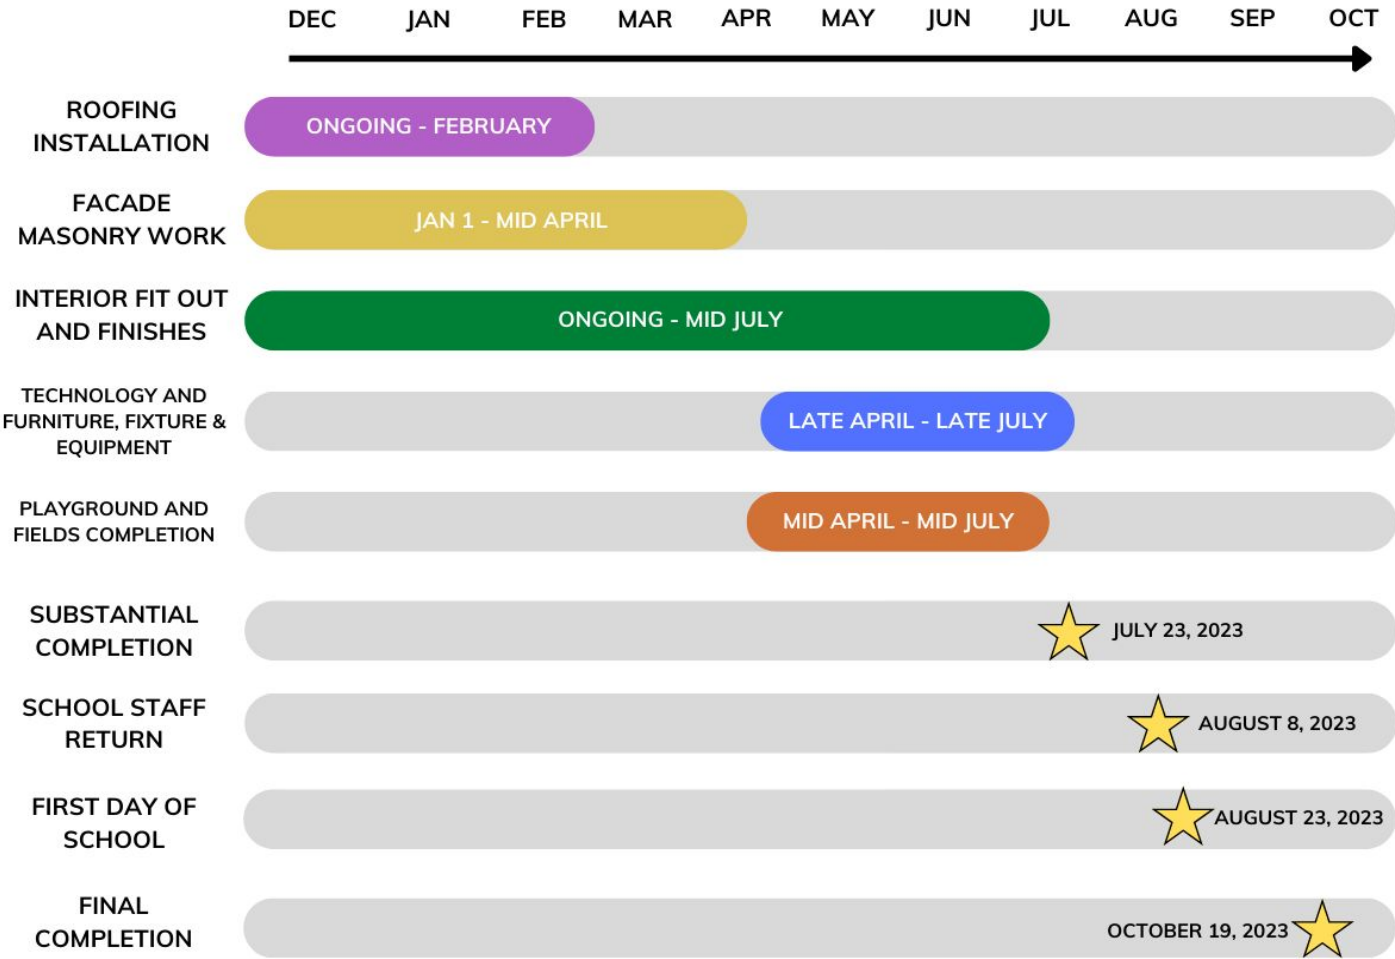 DEC JAN FEB MAR APR MAY JUN JUL AUG SEP OCT
ROOFING
INSTALLATION
ONGOING - FEBRUARY
FACADE
MASONRY WORK
JAN 1 - MID APRIL
INTERIOR FIT OUT
AND FINISHES
ONGOING - MID JULY
TECHNOLOGY AND
FURNITURE, FIXTURE &
EQUIPMENT
LATE APRIL - LATE JULY
PLAYGROUND AND
FIELDS COMPLETION
MID APRIL - MID JULY
SUBSTANTIAL
COMPLETION
JULY 23, 2023
SCHOOL STAFF
RETURN
AUGUST 8, 2023
FIRST DAY OF
SCHOOL
AUGUST 23, 2023
FINAL
COMPLETION
OCTOBER 19, 2023